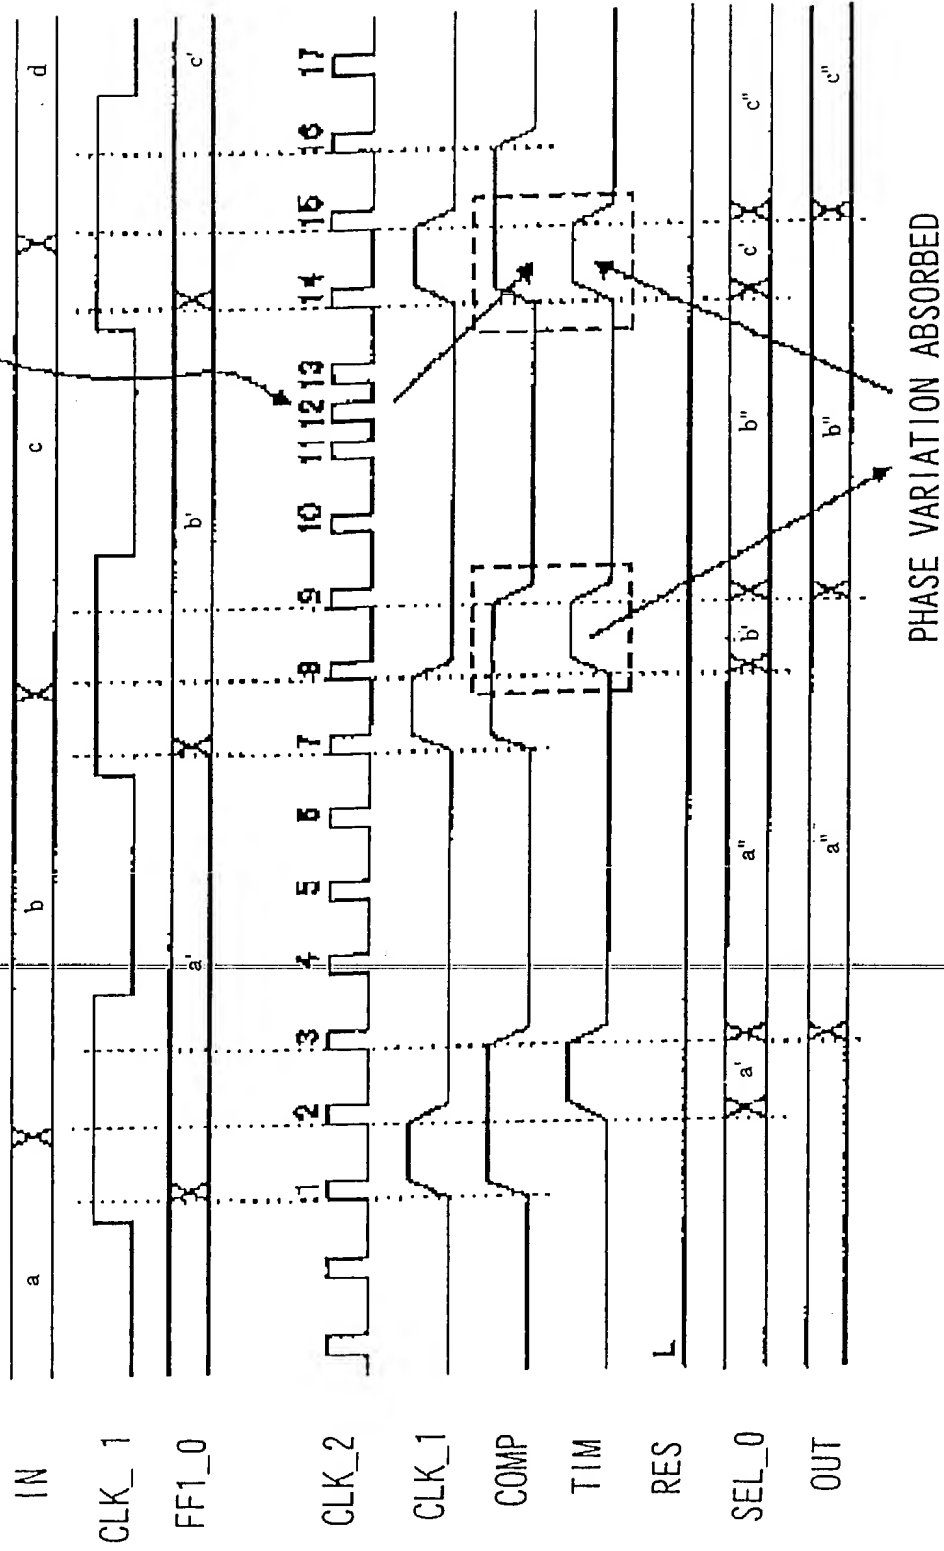 IN
a
b
c
d
CLK_1
FF1_0
a'
b'
c'
CLK_2
1 2 3 4 5 6 7 8 9 10 11 12 13 14 15 16 17
CLK_1
COMP
TIM
RES
L
SEL_0
a'
a"
b'
b"
c'
c"
OUT
a"
b"
c"
PHASE VARIATION ABSORBED